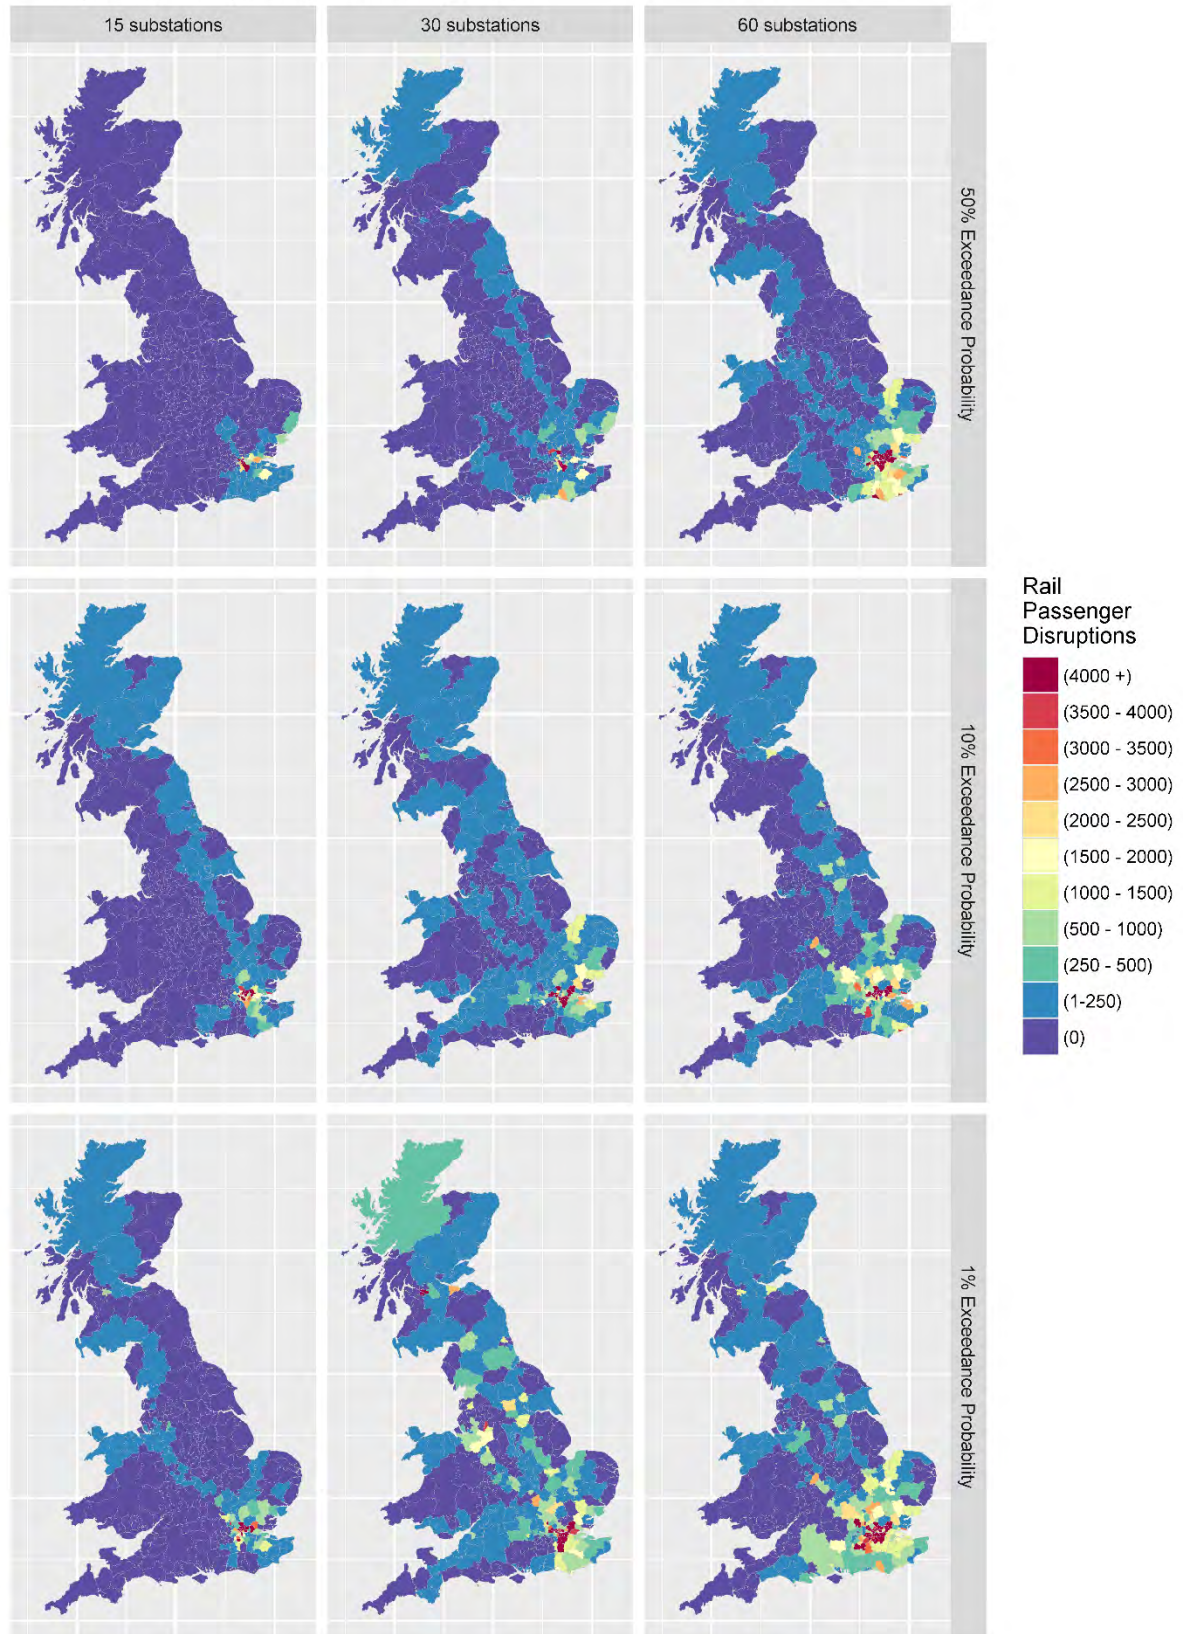 15 substations
30 substations
60 substations
50% Exceedance Probability
10% Exceedance Probability
1% Exceedance Probability
Rail
Passenger
Disruptions
(4000 +)
(3500 - 4000)
(3000 - 3500)
(2500 - 3000)
(2000 - 2500)
(1500 - 2000)
(1000 - 1500)
(500 - 1000)
(250 - 500)
(1-250)
(0)